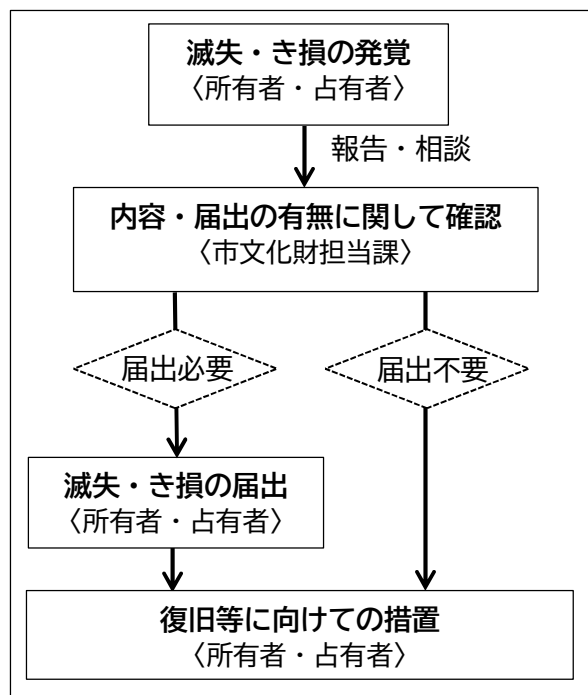 滅失・き損の発覚
〈所有者・占有者〉
報告・相談
内容・届出の有無に関して確認
〈市文化財担当課〉
届出必要
届出不要
滅失・き損の届出
〈所有者・占有者〉
復旧等に向けての措置
〈所有者・占有者〉